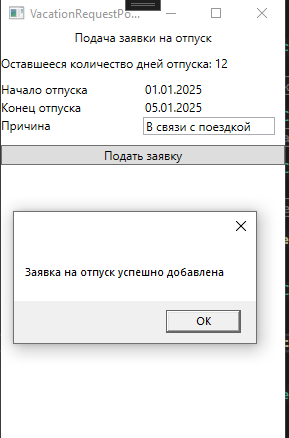 VacationRequestPo...
Подача заявки на отпуск
Оставшееся количество дней отпуска: 12
Начало отпуска 01.01.2025
Конец отпуска 05.01.2025
Причина В связи с поездкой
Подать заявку
Заявка на отпуск успешно добавлена
OK